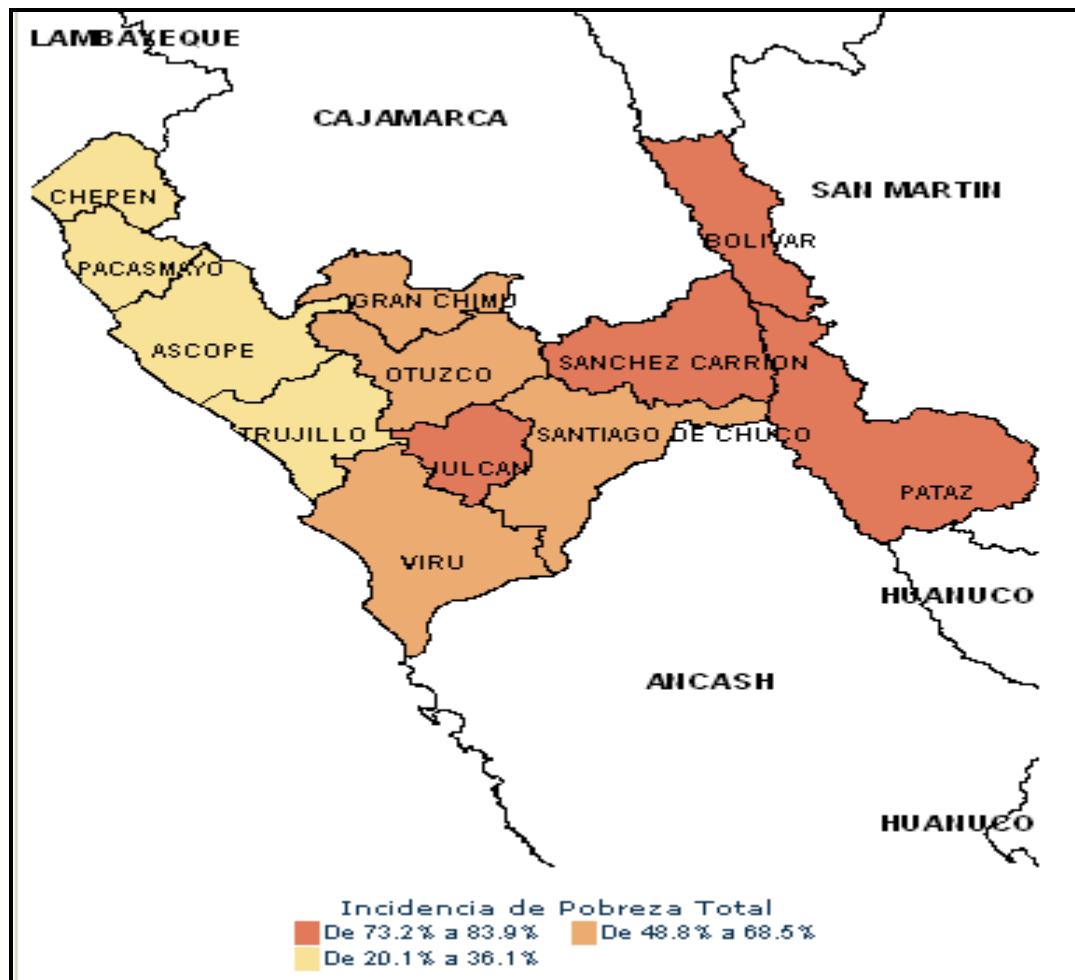 LAMBAYEQUE
CAJAMARCA
SAN MARTIN
CHEPEN
BOLIVAR
PACASMAYO
GRAN CHIMU
ASCOPE
SANCHEZ CARRION
OTUZCO
TRUJILLO
SANTIAGO DE CHUCO
JULCAN
PATAZ
VIRU
HUANUCO
ANCASH
HUANUCO
Incidencia de Pobreza Total
De 73.2% a 83.9%
De 48.8% a 68.5%
De 20.1% a 36.1%